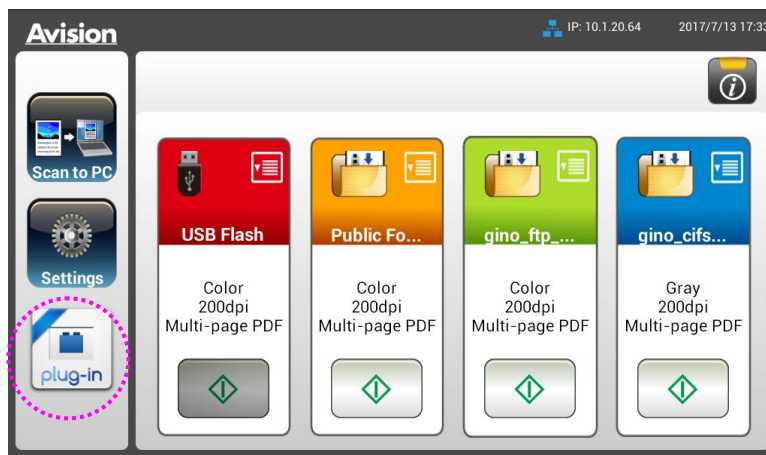 Avision
IP: 10.1.20.64 2017/7/13 17:33
Scan to PC
Settings
plug-in
USB Flash
Color
200dpi
Multi-page PDF
Public Fo...
Color
200dpi
Multi-page PDF
gino_ftp_...
Color
200dpi
Multi-page PDF
gino_cifs...
Gray
200dpi
Multi-page PDF